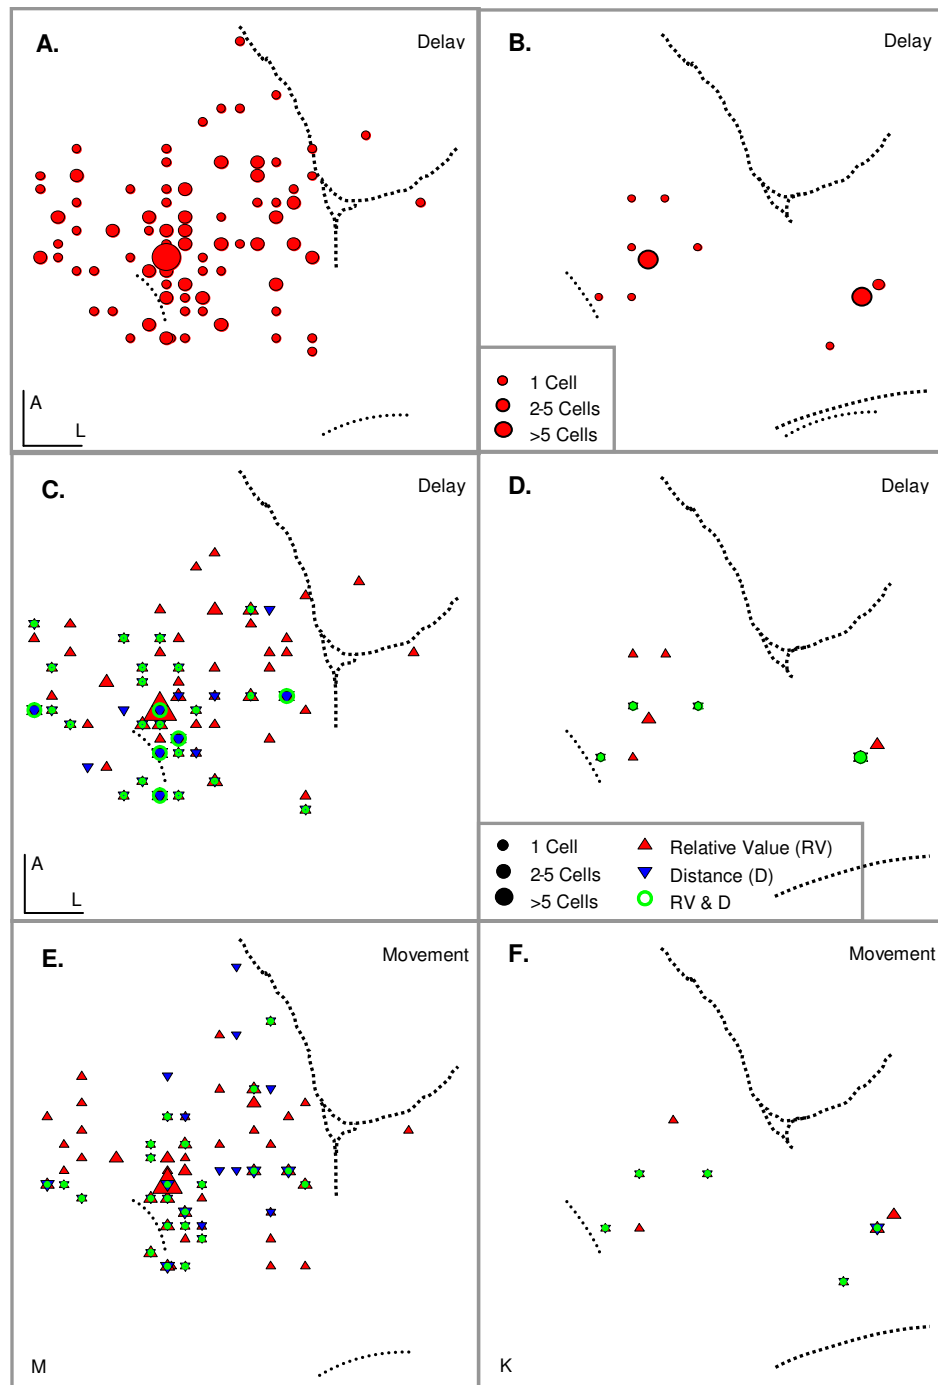 A.
Delay
B.
Delay
A
L
1 Cell
2-5 Cells
>5 Cells
C.
Delay
D.
Delay
A
L
1 Cell
2-5 Cells
>5 Cells
Relative Value (RV)
Distance (D)
RV & D
E.
Movement
F.
Movement
M
K